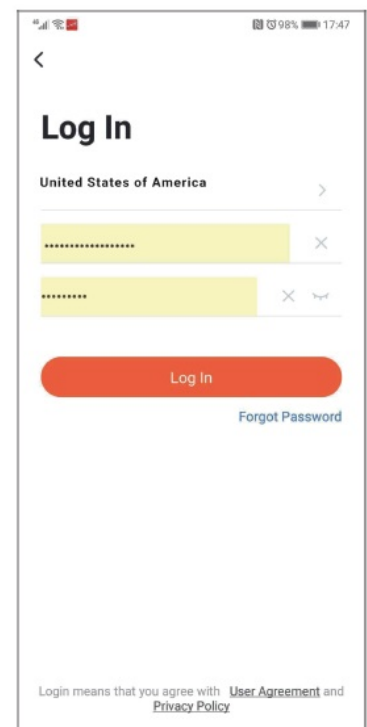 98% 17:47
Log In
United States of America
••••••••••••••••••
•••••••••
Log In
Forgot Password
Login means that you agree with User Agreement and
Privacy Policy